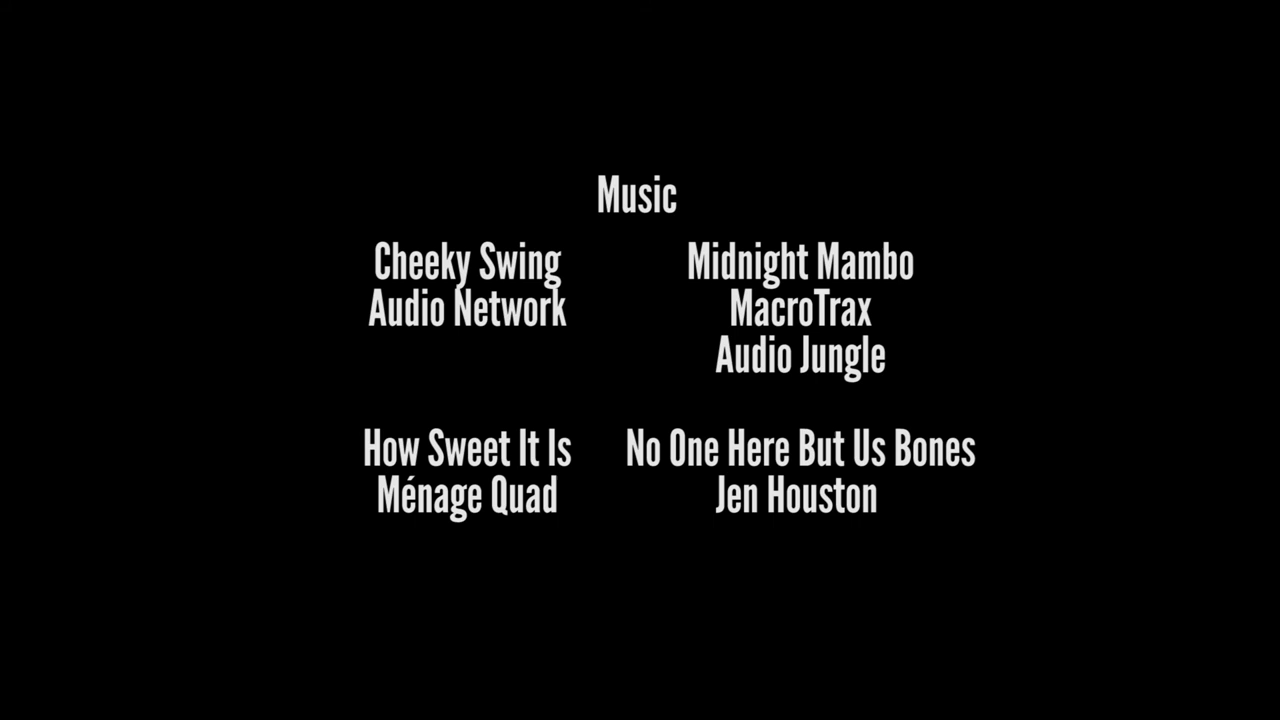 Music
Cheeky Swing
Audio Network
Midnight Mambo
MacroTrax
Audio Jungle
How Sweet It Is
Ménage Quad
No One Here But Us Bones
Jen Houston